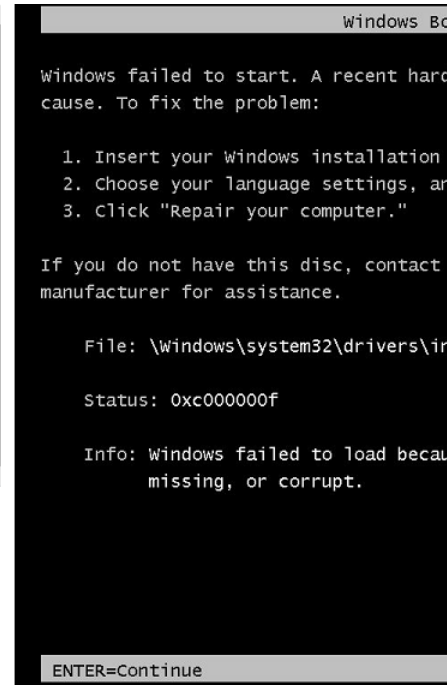 Windows Bo
Windows failed to start. A recent hard
cause. To fix the problem:
1. Insert your Windows installation
2. Choose your language settings, an
3. Click "Repair your computer."
If you do not have this disc, contact
manufacturer for assistance.
File: \Windows\system32\drivers\in
Status: 0xc000000f
Info: Windows failed to load becau
missing, or corrupt.
ENTER=Continue